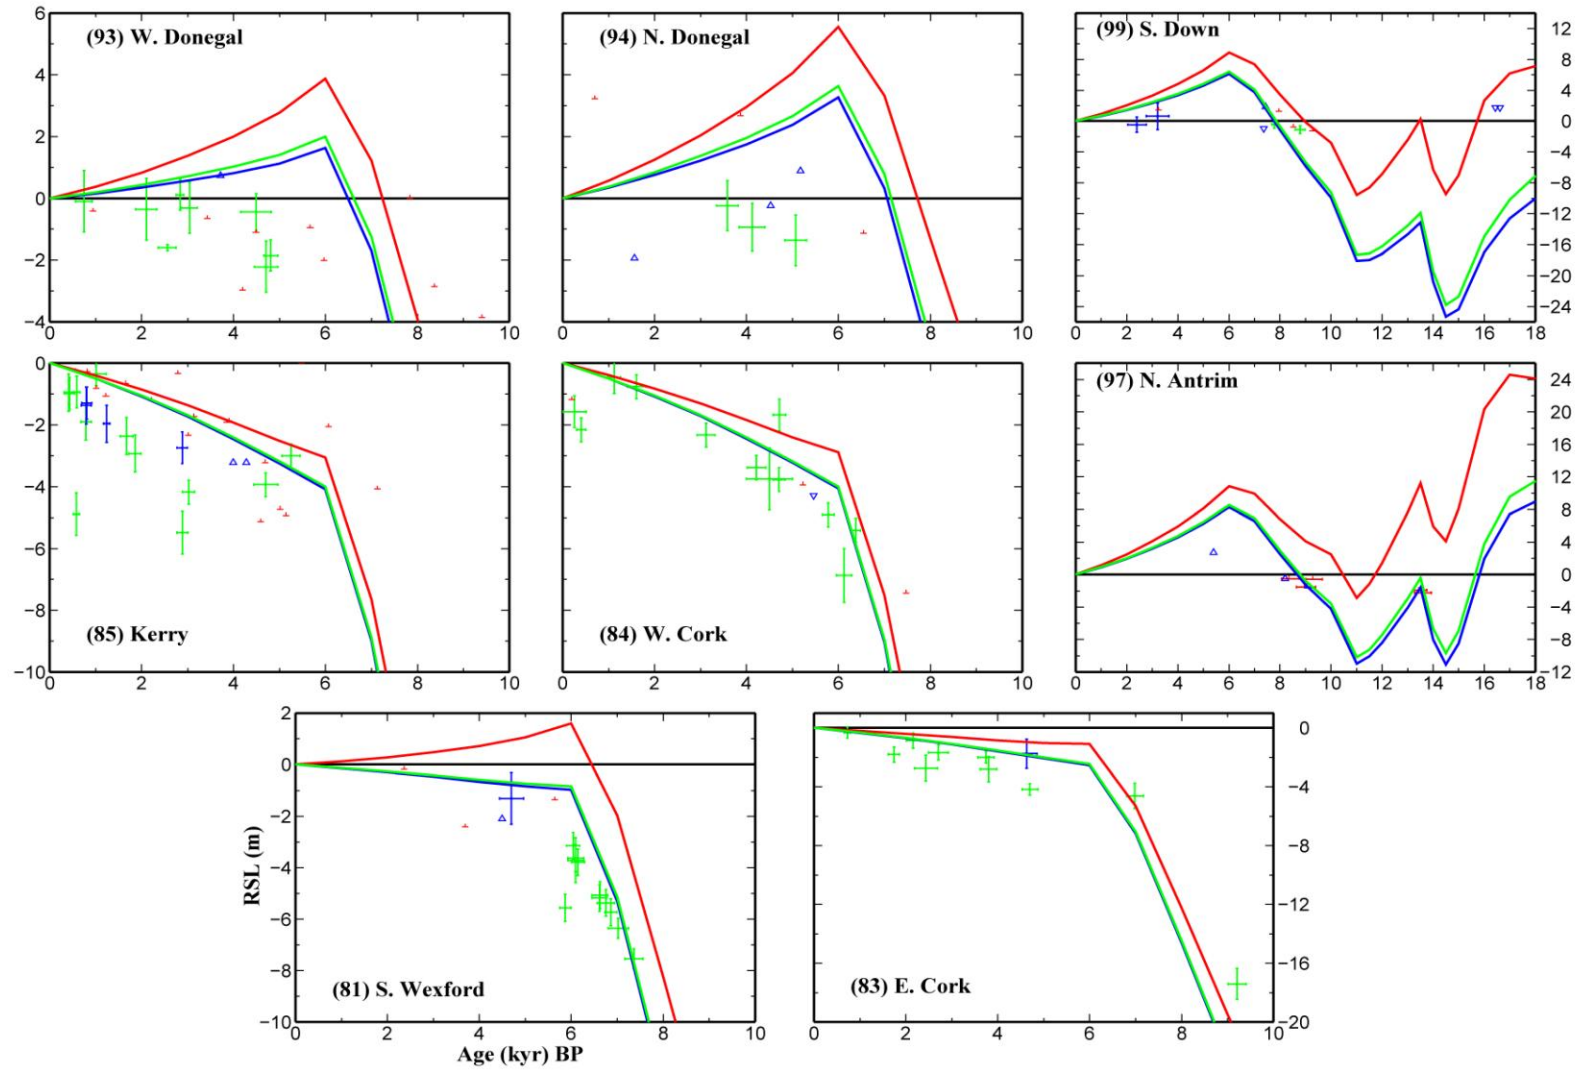 (93) W. Donegal
6
4
2
0
−2
−4
0 2 4 6 8 10
(94) N. Donegal
0 2 4 6 8 10
(99) S. Down
12
8
4
0
−4
−8
−12
−16
−20
−24
0 2 4 6 8 10 12 14 16 18
(85) Kerry
0
−2
−4
−6
−8
−10
0 2 4 6 8 10
(84) W. Cork
0 2 4 6 8 10
(97) N. Antrim
24
20
16
12
8
4
0
−4
−8
−12
0 2 4 6 8 10 12 14 16 18
(81) S. Wexford
2
0
−2
−4
−6
−8
−10
0 2 4 6 8 10
RSL (m)
Age (kyr) BP
(83) E. Cork
0
−4
−8
−12
−16
−20
0 2 4 6 8 10